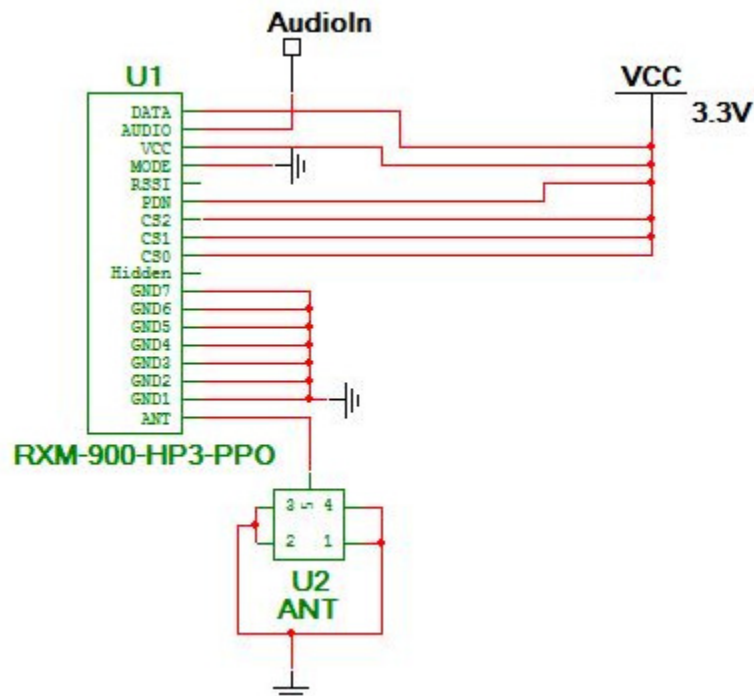 AudioIn
U1
VCC
3.3V
DATA
AUDIO
VCC
MODE
RSSI
PDN
CS2
CS1
CS0
Hidden
GND7
GND6
GND5
GND4
GND3
GND2
GND1
ANT
RXM-900-HP3-PPO
3 5 4
2 1
U2
ANT